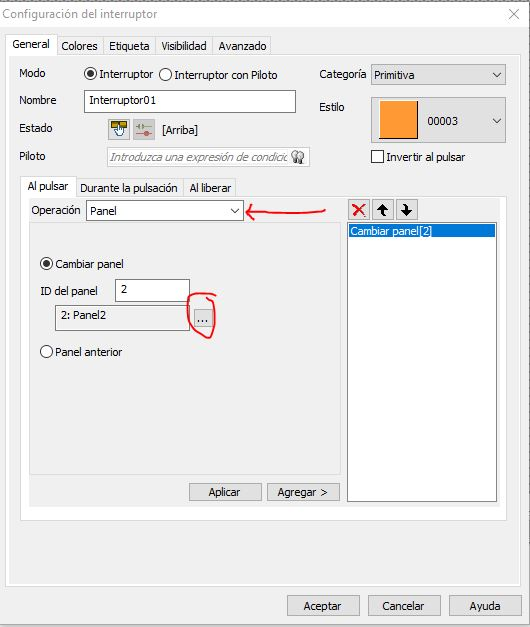 Configuración del interruptor
General Colores Etiqueta Visibilidad Avanzado
Modo Interruptor Interruptor con Piloto Categoría Primitiva
Nombre Interruptor01
Estilo 00003
Estado [Arriba]
Piloto Introduzca una expresión de condició Invertir al pulsar
Al pulsar Durante la pulsación Al liberar
Operación Panel
Cambiar panel[2]
Cambiar panel
ID del panel 2
2: Panel2 ...
Panel anterior
Aplicar Agregar >
Aceptar Cancelar Ayuda